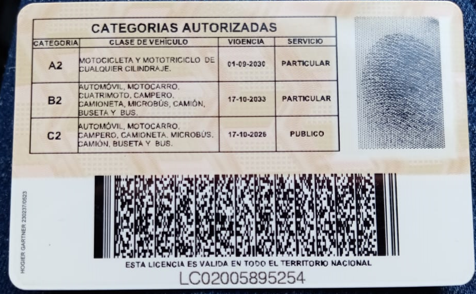 CATEGORIAS AUTORIZADAS
CATEGORIA CLASE DE VEHÍCULO VIGENCIA SERVICIO
A2 MOTOCICLETA Y MOTOTRICICLO DE CUALQUIER CILINDRAJE. 01-09-2030 PARTICULAR
B2 AUTOMÓVIL, MOTOCARRO, CUATRIMOTO, CAMPERO, CAMIONETA, MICROBÚS, CAMIÓN, BUSETA Y BUS. 17-10-2033 PARTICULAR
C2 AUTOMÓVIL, MOTOCARRO, CAMPERO, CAMIONETA, MICROBÚS, CAMIÓN, BUSETA Y BUS. 17-10-2026 PUBLICO
ESTA LICENCIA ES VALIDA EN TODO EL TERRITORIO NACIONAL
LC02005895254